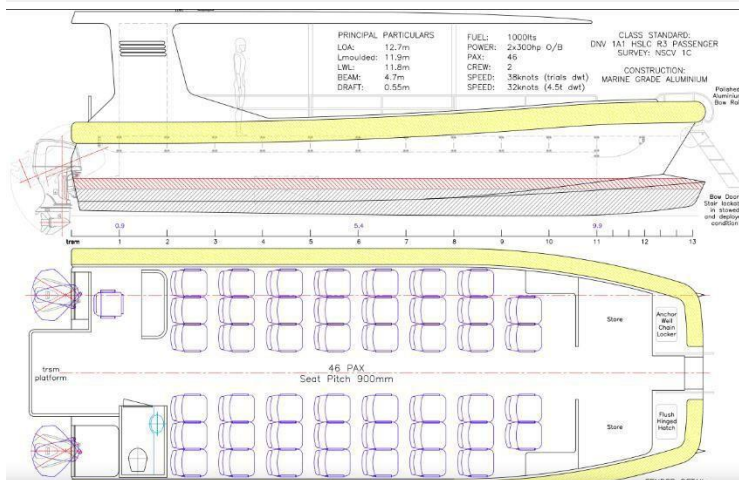 PRINCIPAL PARTICULARS
LOA: 12.7m
Lmoulded: 11.9m
LWL: 11.8m
BEAM: 4.7m
DRAFT: 0.55m
FUEL: 1000lts
POWER: 2x300hp O/B
PAX: 46
CREW: 2
SPEED: 38knots (trials dwt)
SPEED: 32knots (4.5t dwt)
CLASS STANDARD:
DNV 1A1 HSLC R3 PASSENGER
SURVEY: NSCV 1C
CONSTRUCTION:
MARINE GRADE ALUMINIUM
Polished
Aluminium
Bow Rail
Bow Door
Stair
in stowed
and deployed
condition
0.9 5.4 9.9
trsm 1 2 3 4 5 6 7 8 9 10 11 12 13
Store
Anchor
Well
Chain
Locker
trsm
platform
46 PAX
Seat Pitch 900mm
Store
Flush
Hinged
Hatch